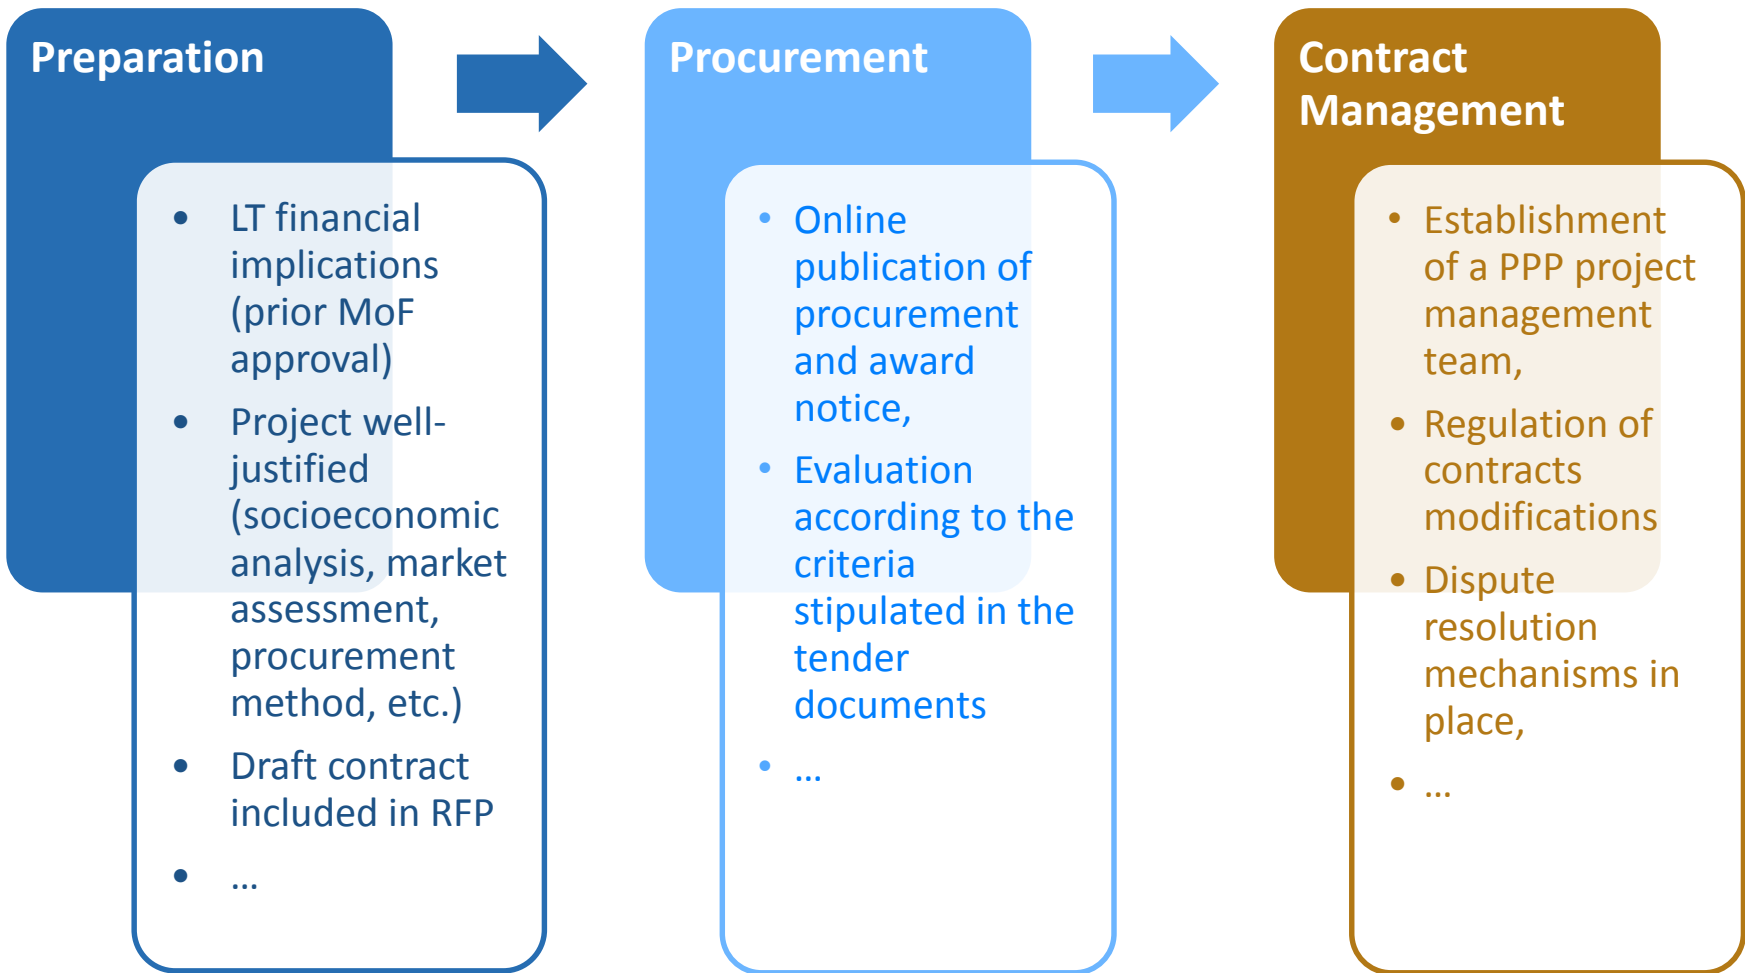 Preparation
• LT financial
implications
(prior MoF
approval)
• Project well-
justified
(socioeconomic
analysis, market
assessment,
procurement
method, etc.)
• Draft contract
included in RFP
• ...
Procurement
• Online
publication of
procurement
and award
notice,
• Evaluation
according to the
criteria
stipulated in the
tender
documents
• ...
Contract
Management
• Establishment
of a PPP project
management
team,
• Regulation of
contracts
modifications
• Dispute
resolution
mechanisms in
place,
• ...